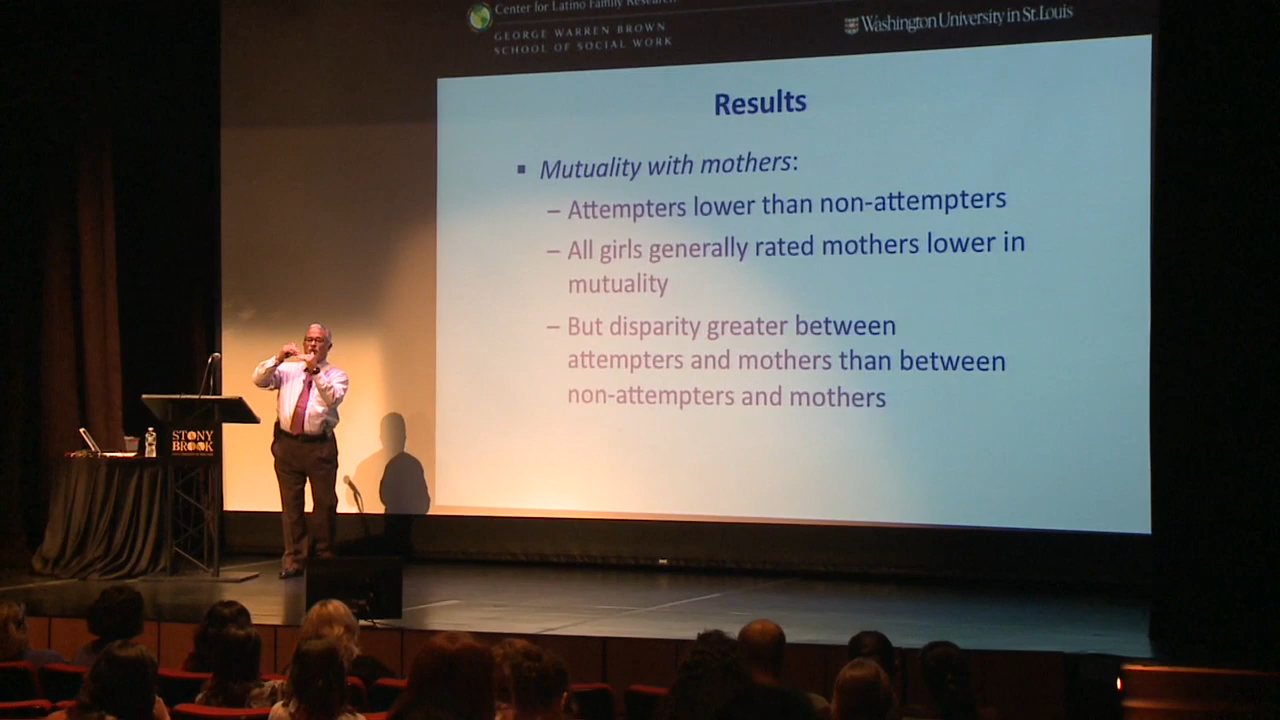 Center for Latino Family Research
GEORGE WARREN BROWN
SCHOOL OF SOCIAL WORK
Washington University in St. Louis
Results
▪ Mutuality with mothers:
– Attempters lower than non-attempters
– All girls generally rated mothers lower in
mutuality
– But disparity greater between
attempters and mothers than between
non-attempters and mothers
STONY
BROOK